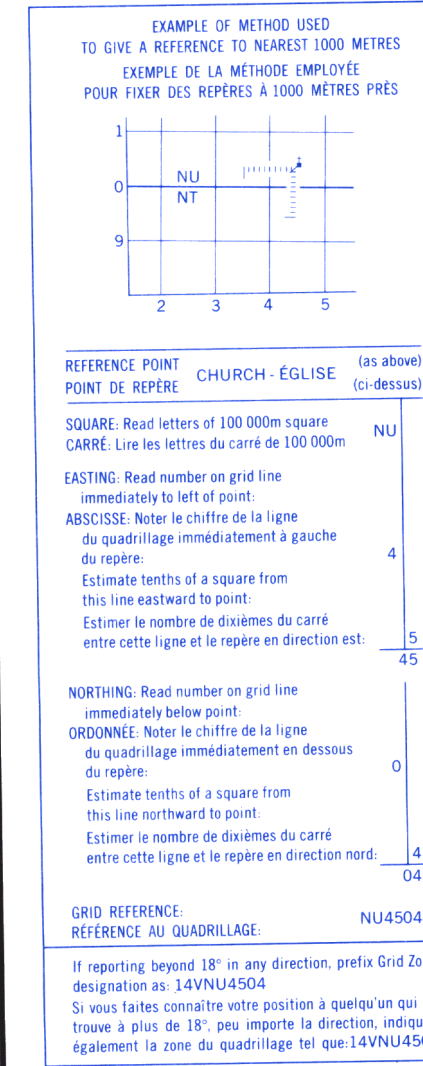 EXAMPLE OF METHOD USED
TO GIVE A REFERENCE TO NEAREST 1000 METRES
EXEMPLE DE LA MÉTHODE EMPLOYÉE
POUR FIXER DES REPÈRES À 1000 MÈTRES PRÈS
1
NU
0
NT
9
2 3 4 5
REFERENCE POINT
POINT DE REPÈRE
CHURCH - ÉGLISE
(as above)
(ci-dessus)
SQUARE: Read letters of 100 000m square
CARRÉ: Lire les lettres du carré de 100 000m
NU
EASTING: Read number on grid line
immediately to left of point:
ABSCISSE: Noter le chiffre de la ligne
du quadrillage immédiatement à gauche
du repère: 4
Estimate tenths of a square from
this line eastward to point:
Estimer le nombre de dixièmes du carré
entre cette ligne et le repère en direction est: 5
45
NORTHING: Read number on grid line
immediately below point:
ORDONNÉE: Noter le chiffre de la ligne
du quadrillage immédiatement en dessous
du repère: 0
Estimate tenths of a square from
this line northward to point:
Estimer le nombre de dixièmes du carré
entre cette ligne et le repère en direction nord: 4
04
GRID REFERENCE:
RÉFÉRENCE AU QUADRILLAGE:
NU4504
If reporting beyond 18° in any direction, prefix Grid Zo
designation as: 14VNU4504
Si vous faites connaître votre position à quelqu'un qui
trouve à plus de 18°, peu importe la direction, indiqu
également la zone du quadrillage tel que:14VNU450